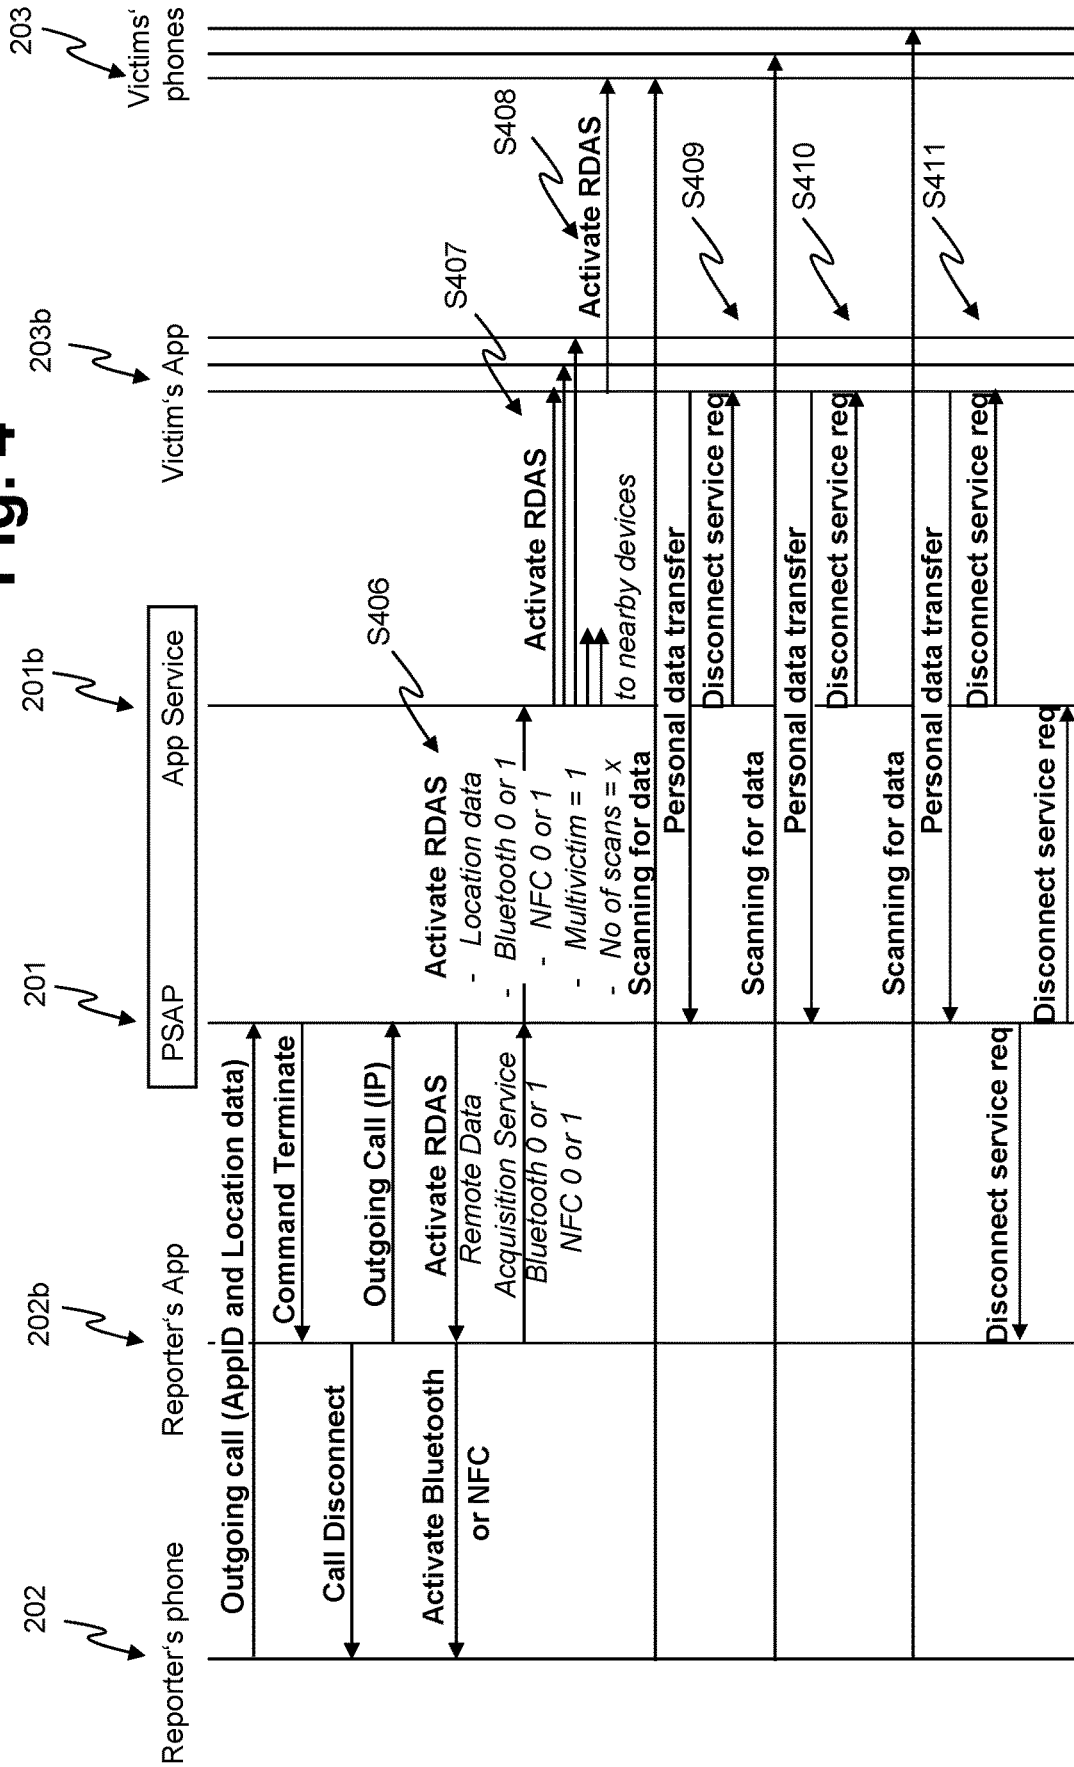 Fig. 4
202
202b
201
201b
203b
203
Reporter's phone
Reporter's App
PSAP
App Service
Victim's App
Victims'
phones
Outgoing call (AppID and Location data)
Command Terminate
Call Disconnect
Outgoing Call (IP)
Activate Bluetooth
or NFC
Activate RDAS
Remote Data
Acquisition Service
Bluetooth 0 or 1
NFC 0 or 1
S406
Activate RDAS
- Location data
- Bluetooth 0 or 1
- NFC 0 or 1
- Multivictim = 1
- No of scans = x
S407
Activate RDAS
to nearby devices
S408
Activate RDAS
Scanning for data
Personal data transfer
Disconnect service req
S409
Scanning for data
Personal data transfer
Disconnect service req
S410
Scanning for data
Personal data transfer
Disconnect service req
S411
Disconnect service req
Disconnect service req